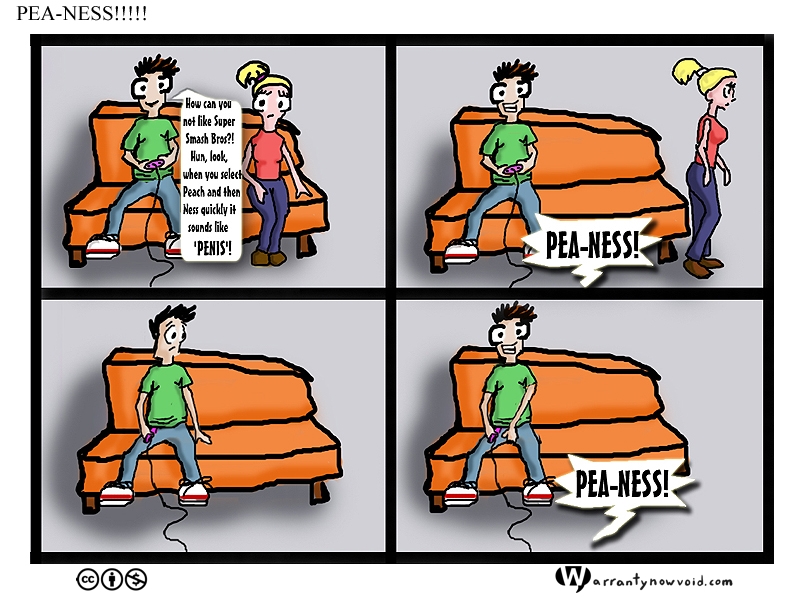 PEA-NESS!!!!!
How can you
not like Super
Smash Bros?!
Hun, look,
when you select
Peach and then
Ness quickly it
sounds like
'PENIS'!
PEA-NESS!
PEA-NESS!
cc
Warrantynowvoid.com